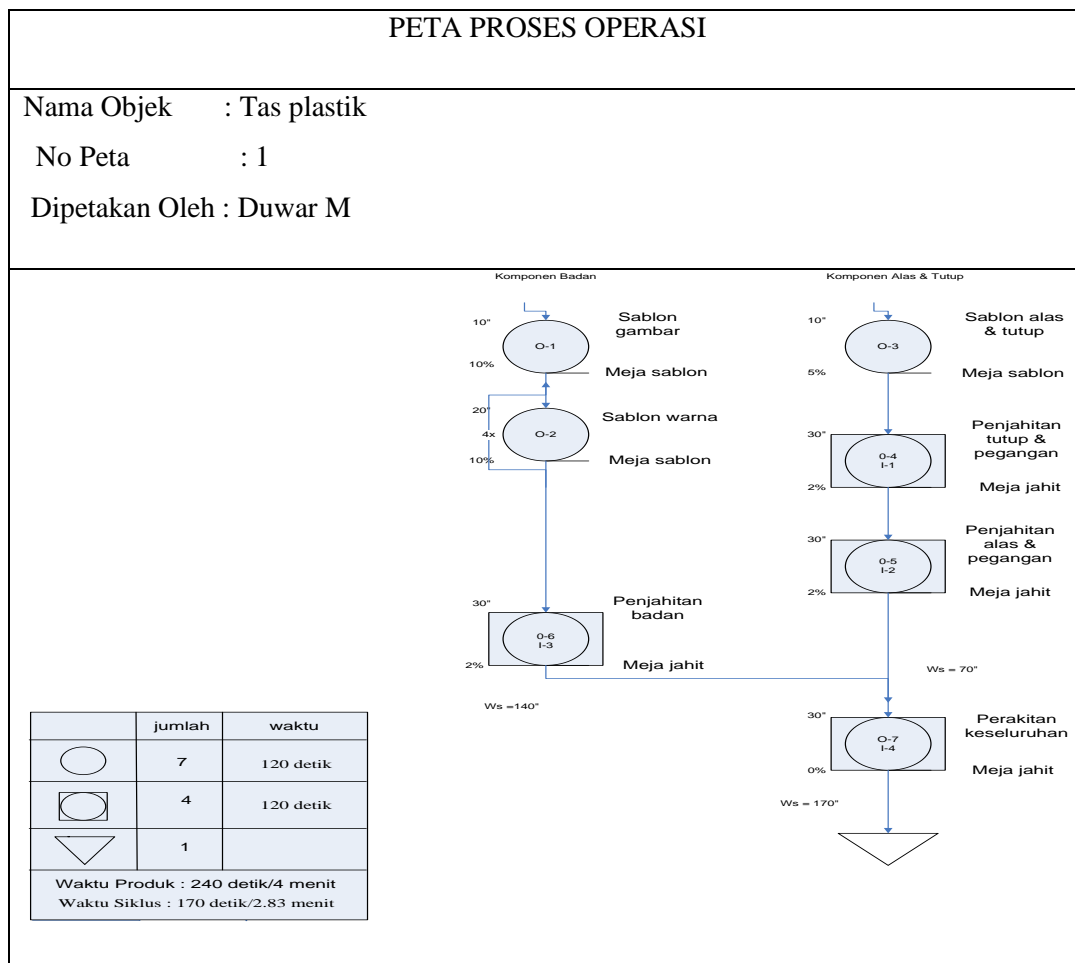 PETA PROSES OPERASI
Nama Objek : Tas plastik
No Peta : 1
Dipetakan Oleh : Duwar M
Komponen Badan
10"
O-1
Sablon
gambar
10%
Meja sablon
20"
4x
O-2
Sablon warna
10%
Meja sablon
30"
0-6
I-3
Penjahitan
badan
2%
Meja jahit
Ws =140"
Komponen Alas & Tutup
10"
O-3
Sablon alas
& tutup
5%
Meja sablon
30"
0-4
I-1
Penjahitan
tutup &
pegangan
2%
Meja jahit
30"
0-5
I-2
Penjahitan
alas &
pegangan
2%
Meja jahit
Ws = 70"
30"
O-7
I-4
Perakitan
keseluruhan
0%
Meja jahit
Ws = 170"
jumlah waktu
7 120 detik
4 120 detik
1
Waktu Produk : 240 detik/4 menit
Waktu Siklus : 170 detik/2.83 menit